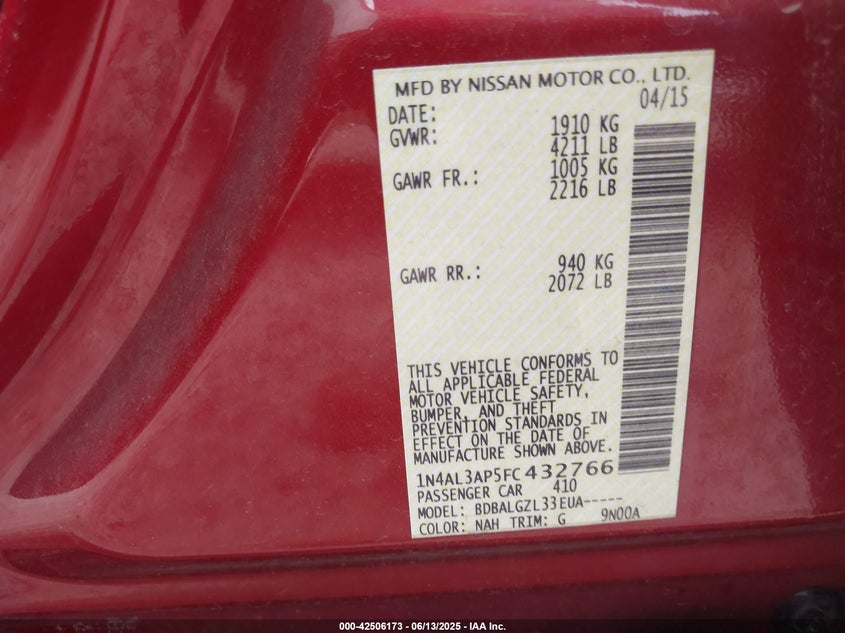 MFD BY NISSAN MOTOR CO., LTD.
DATE: 04/15
GVWR: 1910 KG
4211 LB
GAWR FR.: 1005 KG
2216 LB
GAWR RR.: 940 KG
2072 LB
THIS VEHICLE CONFORMS TO
ALL APPLICABLE FEDERAL
MOTOR VEHICLE SAFETY,
BUMPER, AND THEFT
PREVENTION STANDARDS IN
EFFECT ON THE DATE OF
MANUFACTURE SHOWN ABOVE.
1N4AL3AP5FC432766
PASSENGER CAR 410
MODEL: BDBALGZL33EUA-----
COLOR: NAH TRIM: G 9N00A
000-42506173 - 06/13/2025 - IAA Inc.